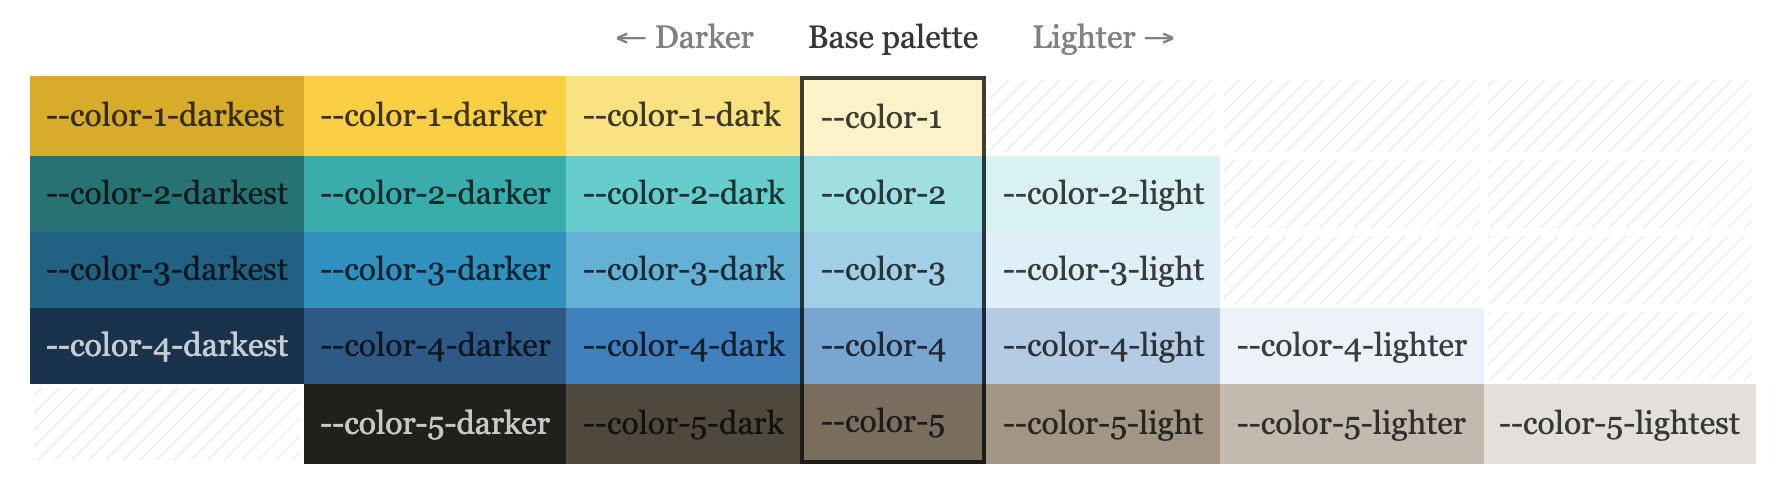 ← Darker Base palette Lighter →
--color-1-darkest --color-1-darker --color-1-dark --color-1
--color-2-darkest --color-2-darker --color-2-dark --color-2 --color-2-light
--color-3-darkest --color-3-darker --color-3-dark --color-3 --color-3-light
--color-4-darkest --color-4-darker --color-4-dark --color-4 --color-4-light --color-4-lighter
--color-5-darker --color-5-dark --color-5 --color-5-light --color-5-lighter --color-5-lightest